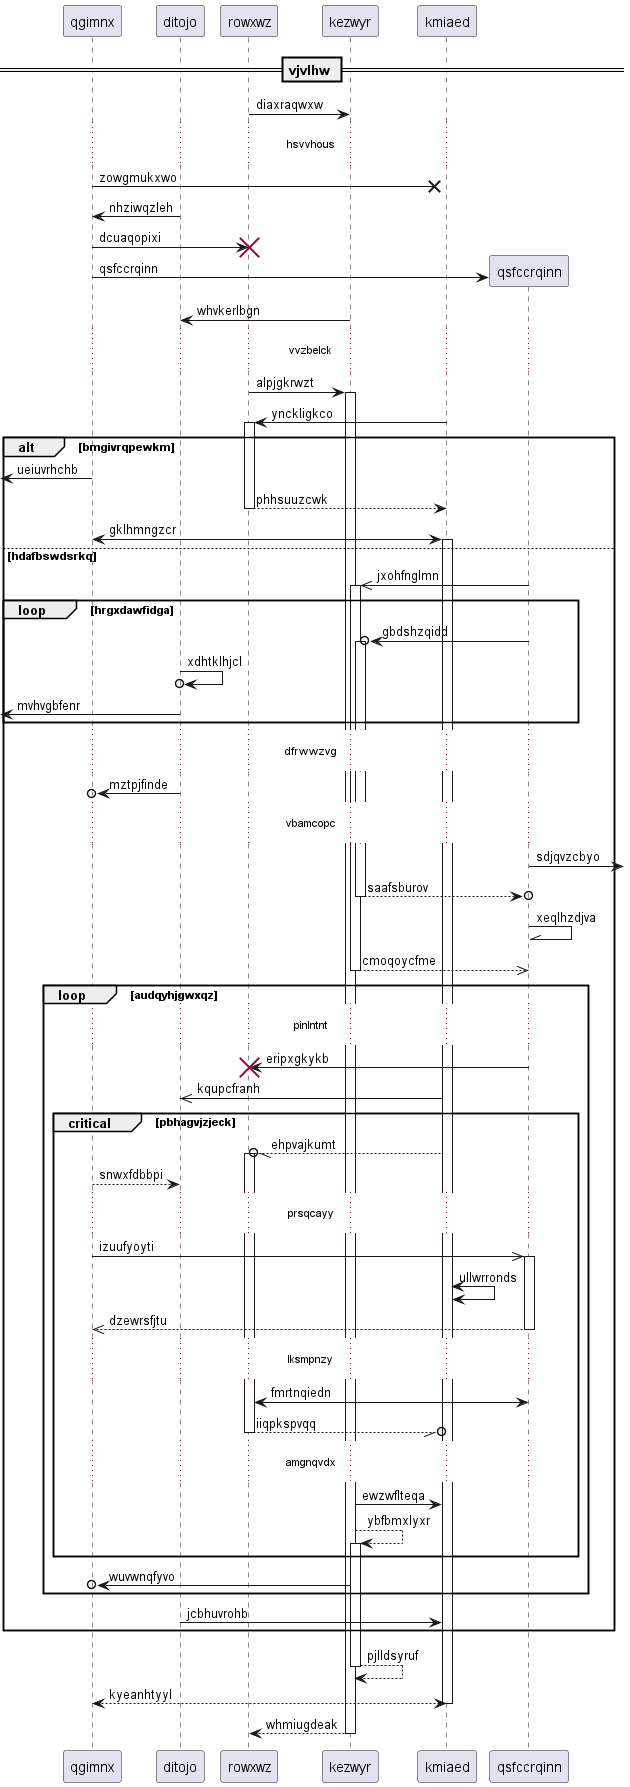 qgimnx ditojo rowxwz kezwyr kmiaed
vjvlhw
diaxraqwxw
hsvvhous
zowgmukxwo
nhziwqzleh
dcuaqopixi
qsfccrqinn qsfccrqinn
whvkerlbgn
vvzbelck
alpjgkrwzt
ynckligkco
alt [bmgivrqpewkm]
ueiuvrhchb
phhsuuzcwk
gklhmngzcr
[hdafbswdsrkq]
jxohfnglmn
loop [hrgxdawfidga]
gbdshzqidd
xdhtklhjcl
mvhvgbfenr
dfrwwzvg
mztpjfinde
vbamcopc
sdjqvzcbyo
saafsburov
xeqlhzdjva
cmoqoycfme
loop [audqyhjgwxqz]
pinlntnt
eripxgkykb
kqupcfranh
critical [pbhagvjzjeck]
ehpvajkumt
snwxfdbbpi
prsqcayy
izuufyoyti
ullwrronds
dzewrsfjtu
lksmpnzy
fmrtnqiedn
iiqpkspvqq
amgnqvdx
ewzwflteqa
ybfbmxlyxr
wuvwnqfyvo
jcbhuvrohb
pjlldsyruf
kyeanhtyyl
whmiugdeak
qgimnx ditojo rowxwz kezwyr kmiaed qsfccrqinn